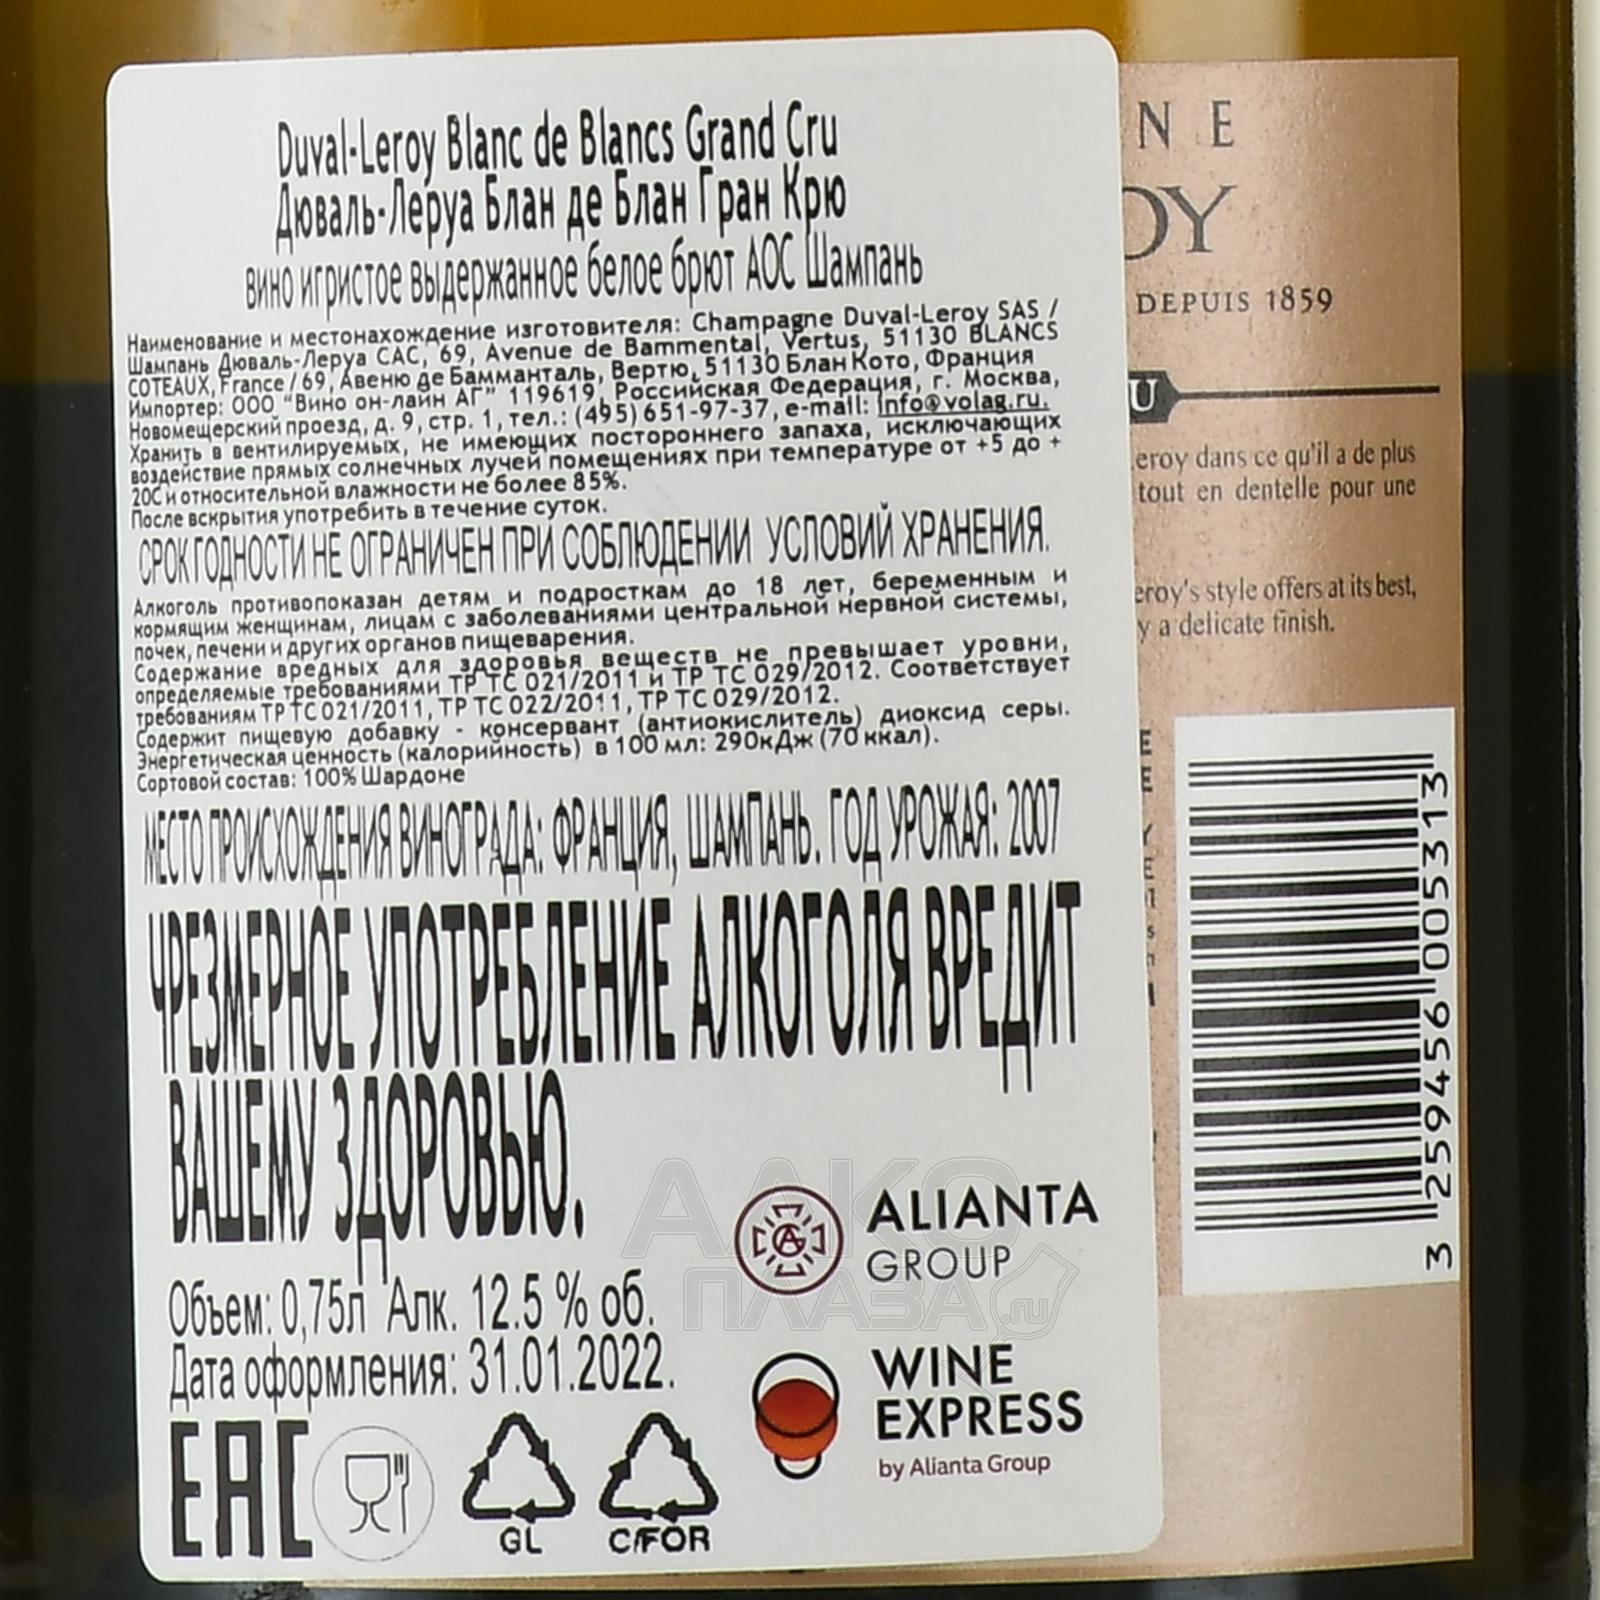 Duval-Leroy Blanc de Blancs Grand Cru
Дюваль-Леруа Блан де Блан Гран Крю
вино игристое выдержанное белое брют АОС Шампань
Наименование и местонахождение изготовителя: Champagne Duval-Leroy SAS /
Шампань Дюваль-Леруа САС, 69, Avenue de Bammental, Vertus, 51130 BLANCS
COTEAUX, France / 69, Авеню де Бамманталь, Вертю, 51130 Блан Кото, Франция
Импортер: ООО "Вино он-лайн АГ" 119619, Российская Федерация, г. Москва,
Новомещерский проезд, д. 9, стр. 1, тел.: (495) 651-97-37, e-mail: info@volag.ru.
Хранить в вентилируемых, не имеющих постороннего запаха, исключающих
воздействие прямых солнечных лучей помещениях при температуре от +5 до +
20С и относительной влажности не более 85%.
После вскрытия употребить в течение суток.
СРОК ГОДНОСТИ НЕ ОГРАНИЧЕН ПРИ СОБЛЮДЕНИИ УСЛОВИЙ ХРАНЕНИЯ.
Алкоголь противопоказан детям и подросткам до 18 лет, беременным и
кормящим женщинам, лицам с заболеваниями центральной нервной системы,
почек, печени и других органов пищеварения.
Содержание вредных для здоровья веществ не превышает уровни,
определяемые требованиями ТР ТС 021/2011 и ТР ТС 029/2012. Соответствует
требованиям ТР ТС 021/2011, ТР ТС 022/2011, ТР ТС 029/2012.
Содержит пищевую добавку - консервант (антиокислитель) диоксид серы.
Энергетическая ценность (калорийность) в 100 мл: 290кДж (70 ккал).
Сортовой состав: 100% Шардоне
МЕСТО ПРОИСХОЖДЕНИЯ ВИНОГРАДА: ФРАНЦИЯ, ШАМПАНЬ. ГОД УРОЖАЯ: 2007
ЧРЕЗМЕРНОЕ УПОТРЕБЛЕНИЕ АЛКОГОЛЯ ВРЕДИТ
ВАШЕМУ ЗДОРОВЬЮ.
Объем: 0,75л Алк. 12.5 % об.
Дата оформления: 31.01.2022.
EAC
GL
C/FOR
ALIANTA
GROUP
WINE
EXPRESS
by Alianta Group
АЛКО
ПЛАЗА
.ru
NE
OY
DEPUIS 1859
U
eroy dans ce qu'il a de plus
tout en dentelle pour une
eroy's style offers at its best,
y a delicate finish.
3 259456 005313